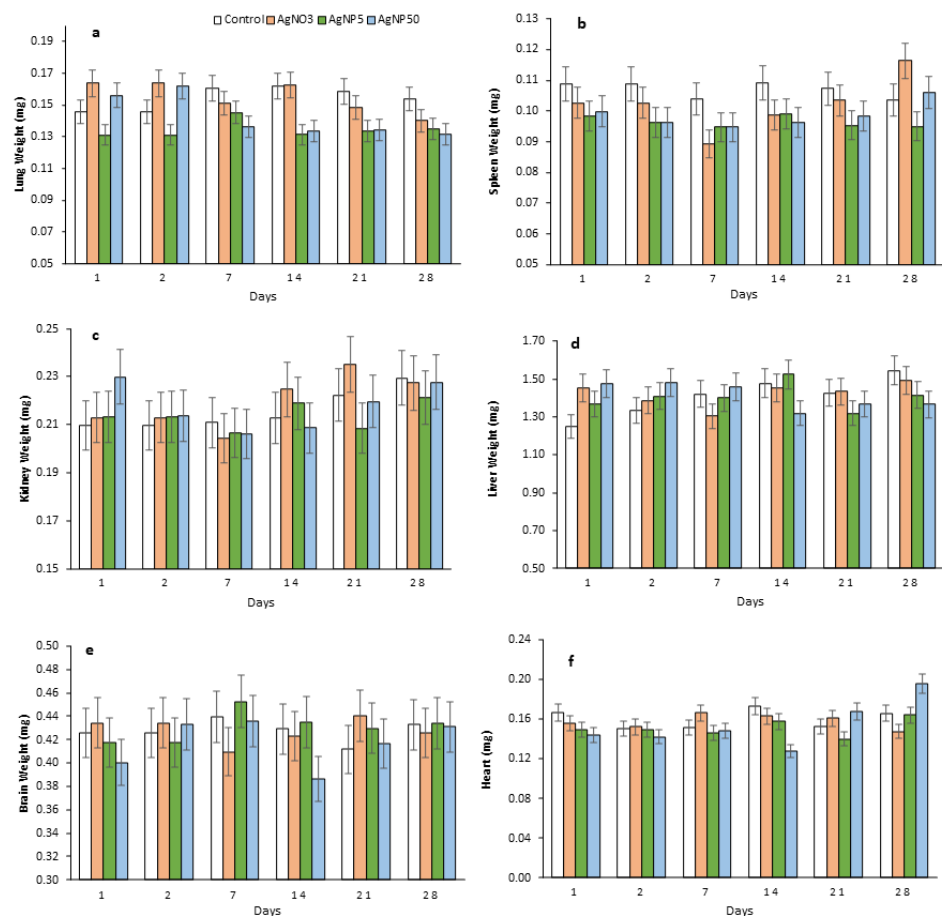 Control AgNO3 AgNP5 AgNP50
a
Lung Weight (mg)
0.19
0.17
0.15
0.13
0.11
0.09
0.07
0.05
1 2 7 14 21 28
Days
b
Spleen Weight (mg)
0.13
0.12
0.11
0.10
0.09
0.08
0.07
0.06
0.05
1 2 7 14 21 28
Days
c
Kidney Weight (mg)
0.25
0.23
0.21
0.19
0.17
0.15
1 2 7 14 21 28
Days
d
Liver Weight (mg)
1.70
1.50
1.30
1.10
0.90
0.70
0.50
1 2 7 14 21 28
Days
e
Brain Weight (mg)
0.50
0.48
0.46
0.44
0.42
0.40
0.38
0.36
0.34
0.32
0.30
1 2 7 14 21 28
Days
f
Heart (mg)
0.24
0.20
0.16
0.12
0.08
0.04
0.00
1 2 7 14 21 28
Days